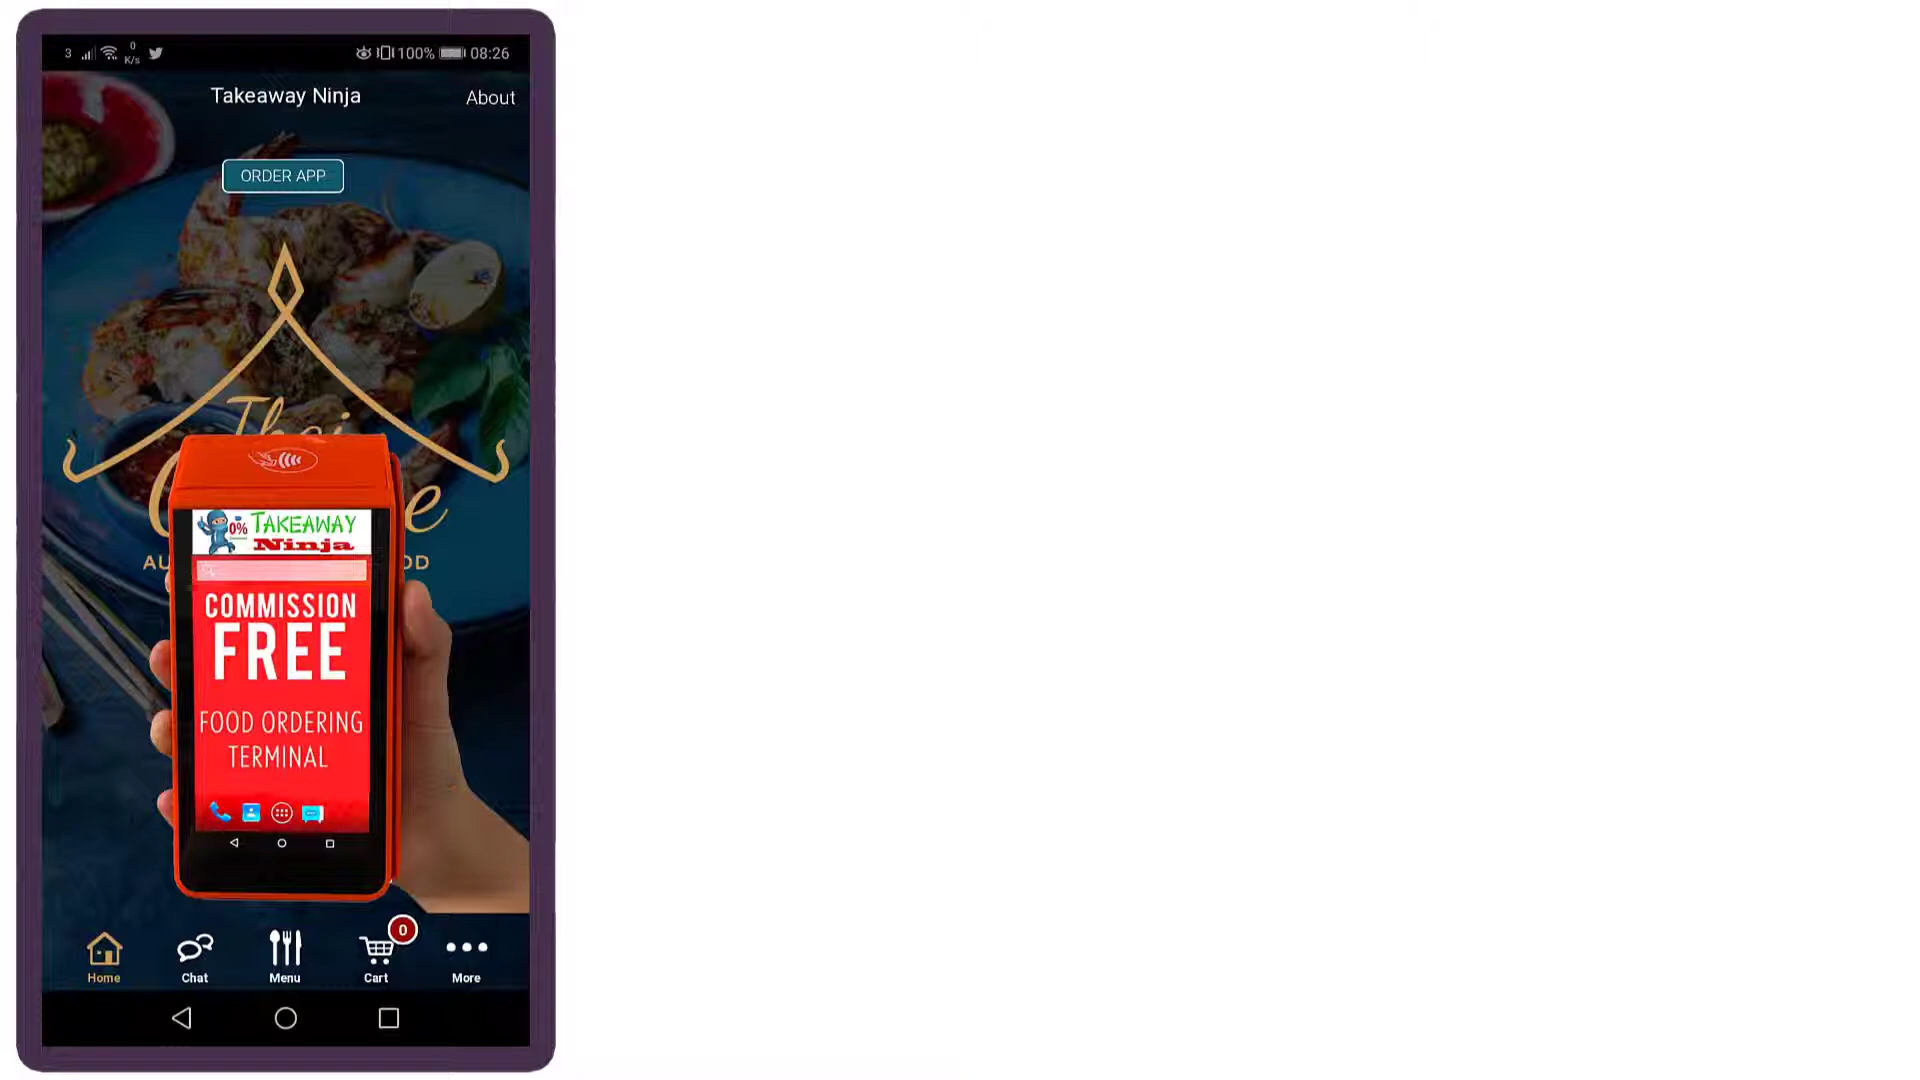 3 0 K/s 100% 08:26
Takeaway Ninja About
ORDER APP
Thai
e
AU OD
0% TAKEAWAY
Ninja
COMMISSION
FREE
FOOD ORDERING
TERMINAL
0
Home Chat Menu Cart More